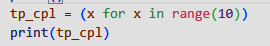 tp_cpl = (x for x in range(10))
print(tp_cpl)